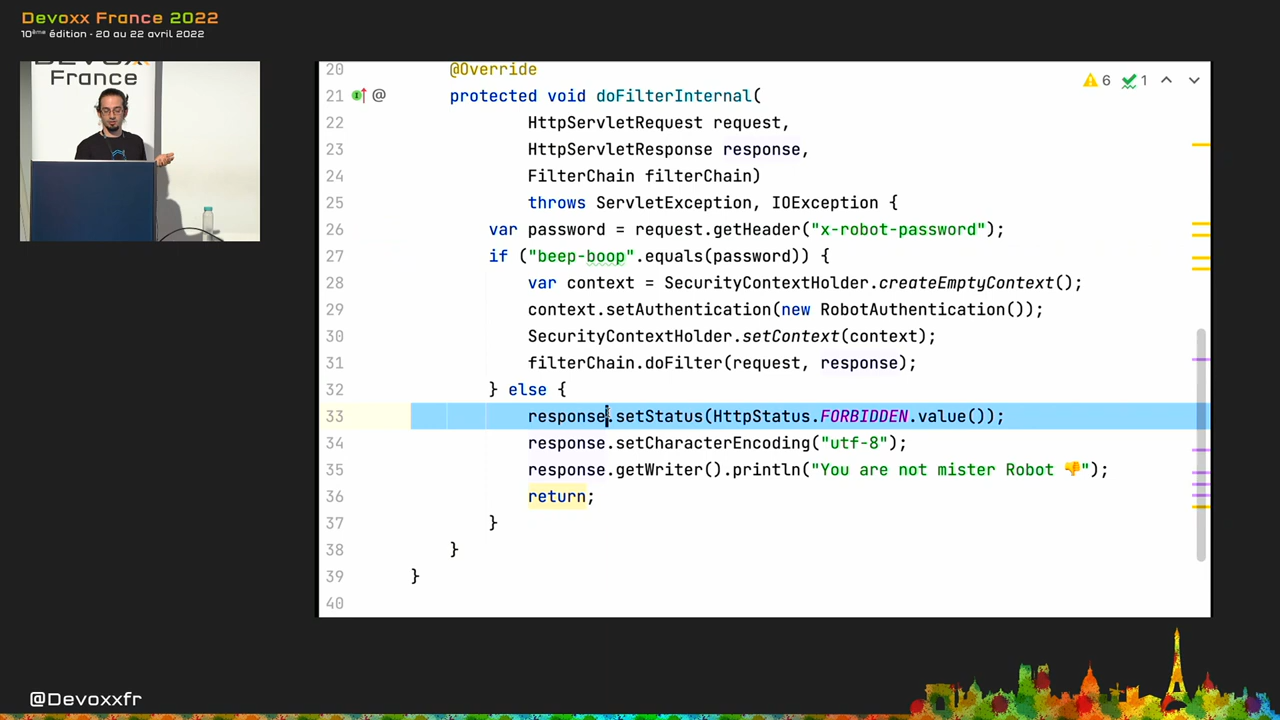 Devoxx France 2022
10ème édition - 20 au 22 avril 2022
France
6 1
20 @Override
21 @ protected void doFilterInternal(
22 HttpServletRequest request,
23 HttpServletResponse response,
24 FilterChain filterChain)
25 throws ServletException, IOException {
26 var password = request.getHeader("x-robot-password");
27 if ("beep-boop".equals(password)) {
28 var context = SecurityContextHolder.createEmptyContext();
29 context.setAuthentication(new RobotAuthentication());
30 SecurityContextHolder.setContext(context);
31 filterChain.doFilter(request, response);
32 } else {
33 response.setStatus(HttpStatus.FORBIDDEN.value());
34 response.setCharacterEncoding("utf-8");
35 response.getWriter().println("You are not mister Robot 👎");
36 return;
37 }
38 }
39 }
40
@Devoxxfr